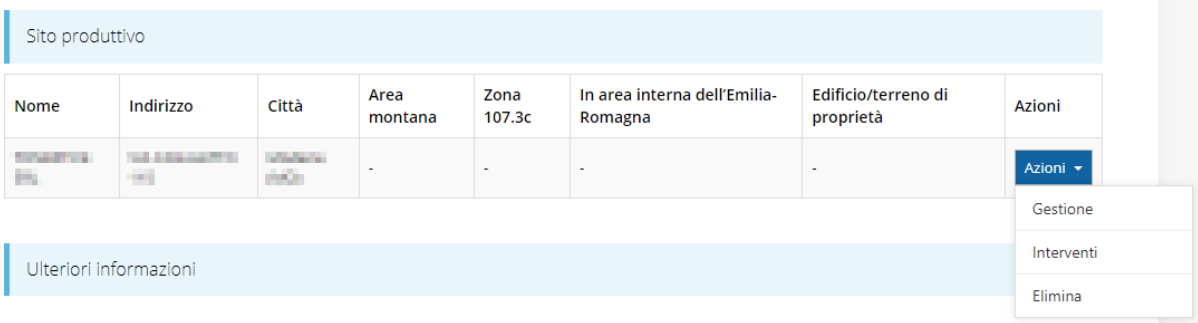 Sito produttivo
Nome Indirizzo Città Area montana Zona 107.3c In area interna dell'Emilia-Romagna Edificio/terreno di proprietà Azioni
- - - - Azioni
Gestione
Interventi
Ulteriori informazioni
Elimina